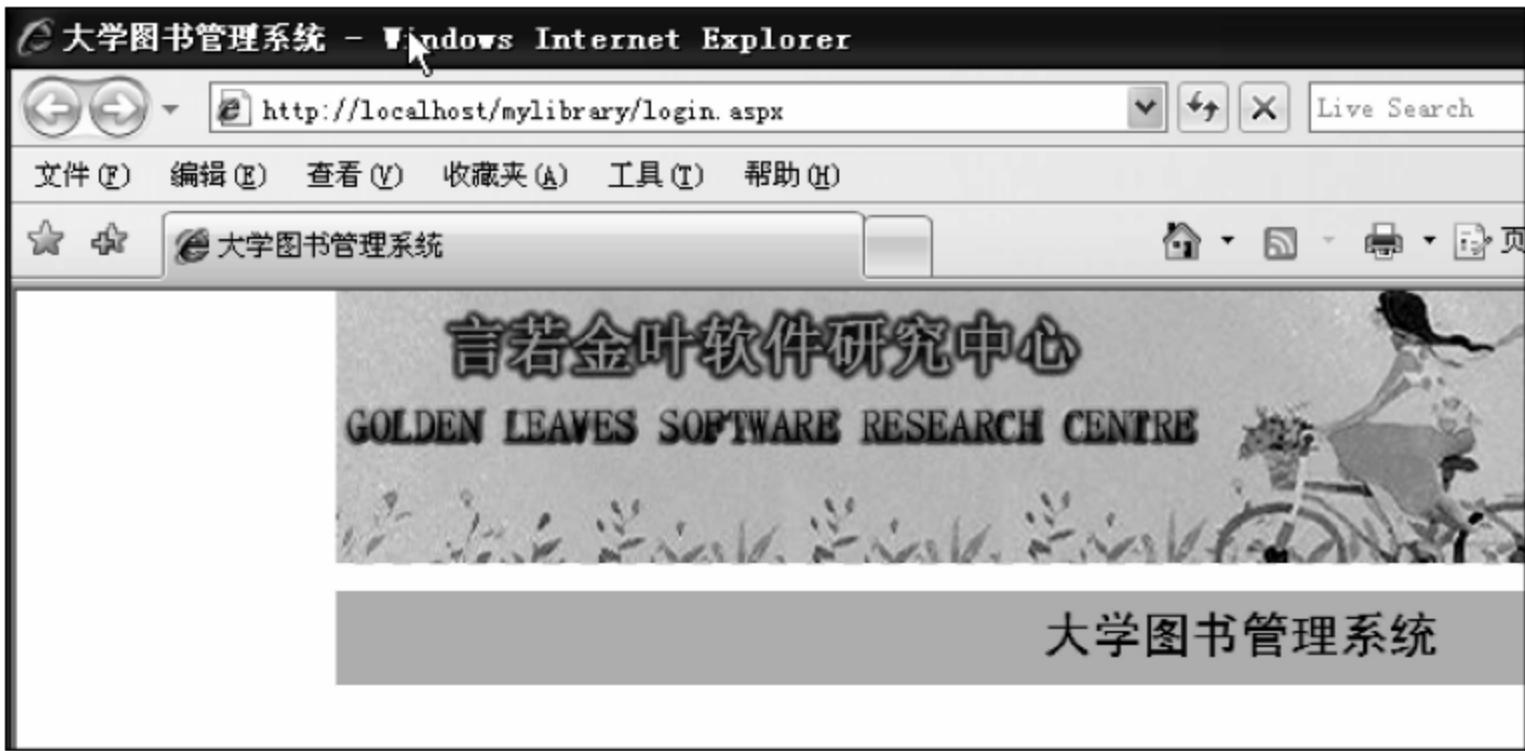 大学图书管理系统 - Windows Internet Explorer
http://localhost/mylibrary/login.aspx
Live Search
文件(F) 编辑(E) 查看(V) 收藏夹(A) 工具(T) 帮助(H)
大学图书管理系统
页
言若金叶软件研究中心
GOLDEN LEAVES SOFTWARE RESEARCH CENTRE
大学图书管理系统